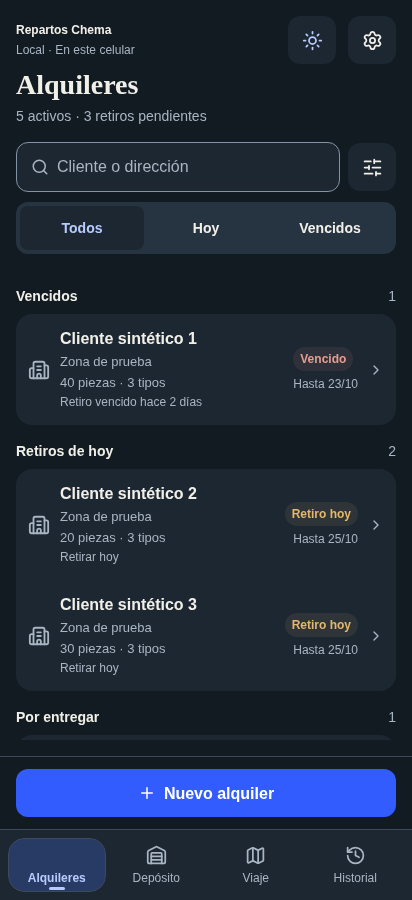 Repartos Chema
Local · En este celular
Alquileres
5 activos · 3 retiros pendientes
Cliente o dirección
Todos
Hoy
Vencidos
Vencidos
1
Cliente sintético 1
Zona de prueba
40 piezas · 3 tipos
Retiro vencido hace 2 días
Vencido
Hasta 23/10
Retiros de hoy
2
Cliente sintético 2
Zona de prueba
20 piezas · 3 tipos
Retirar hoy
Retiro hoy
Hasta 25/10
Cliente sintético 3
Zona de prueba
30 piezas · 3 tipos
Retirar hoy
Retiro hoy
Hasta 25/10
Por entregar
1
Nuevo alquiler
Alquileres
Depósito
Viaje
Historial